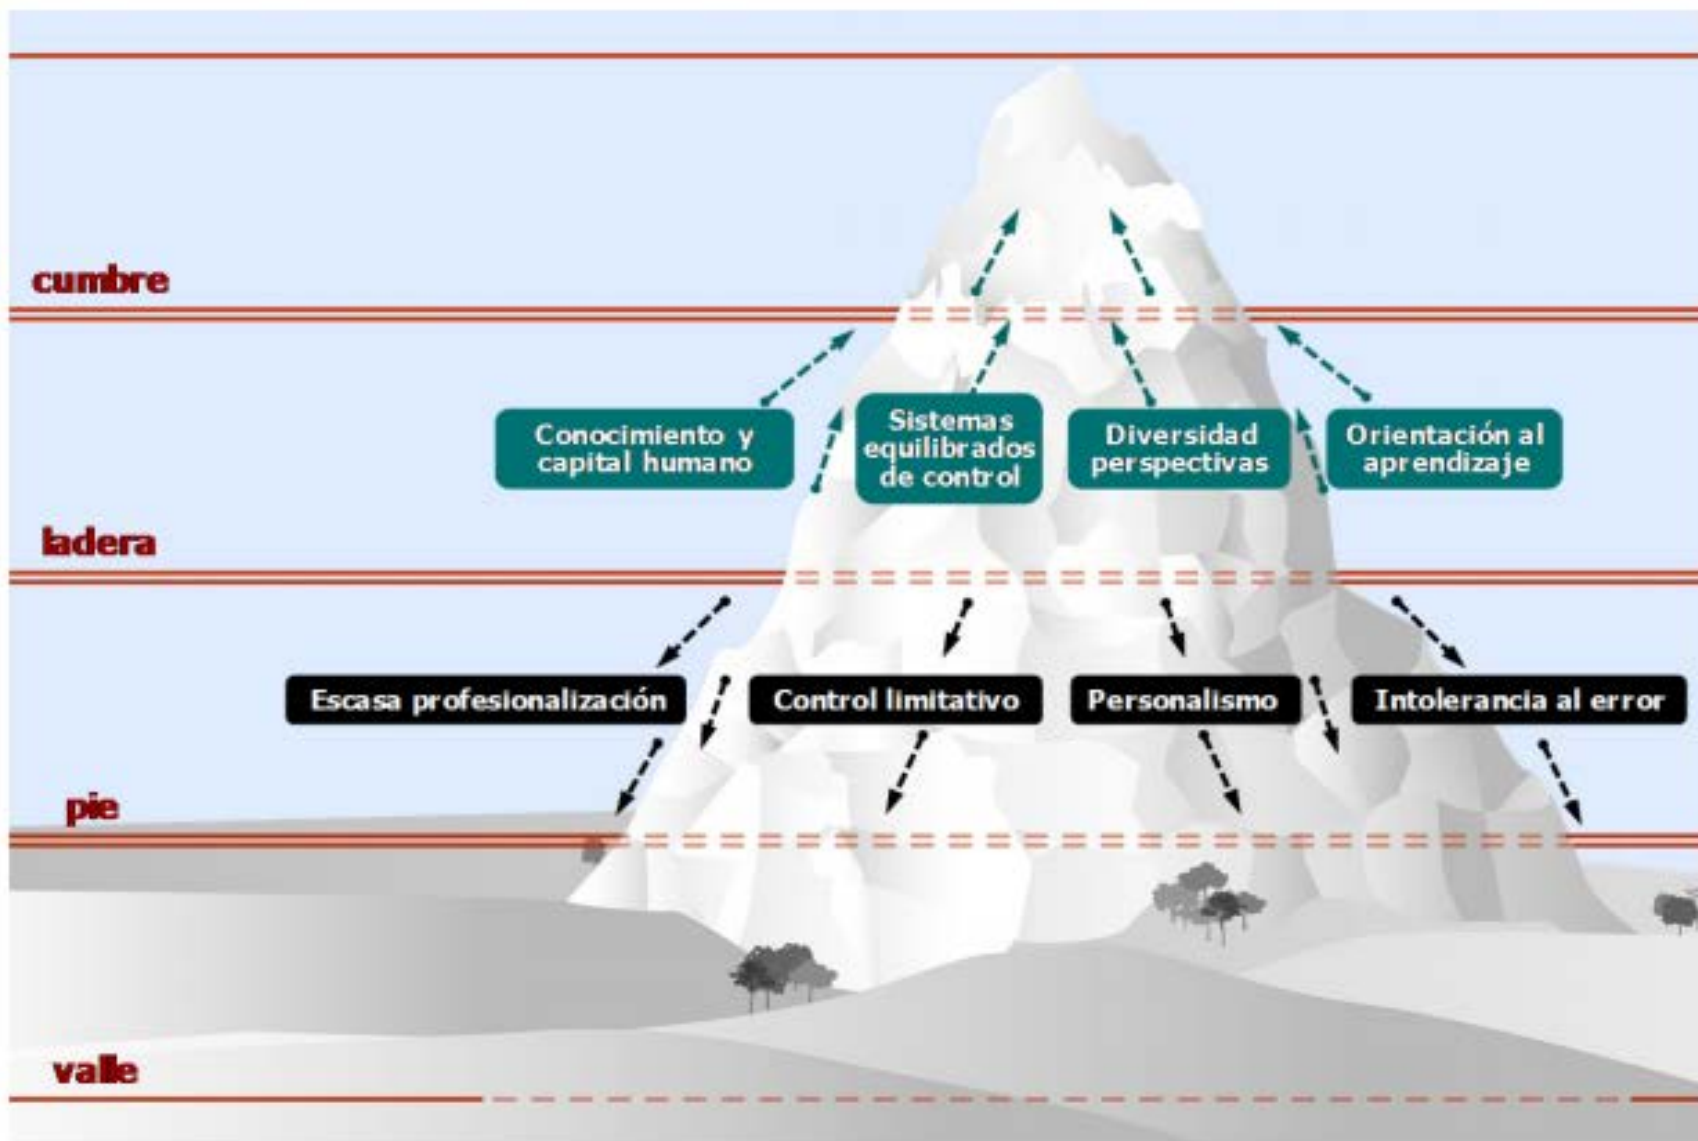 cumbre
Conocimiento y
capital humano
Sistemas
equilibrados
de control
Diversidad
perspectivas
Orientación al
aprendizaje
ladera
Escasa profesionalización
Control limitativo
Personalismo
Intolerancia al error
pie
valle